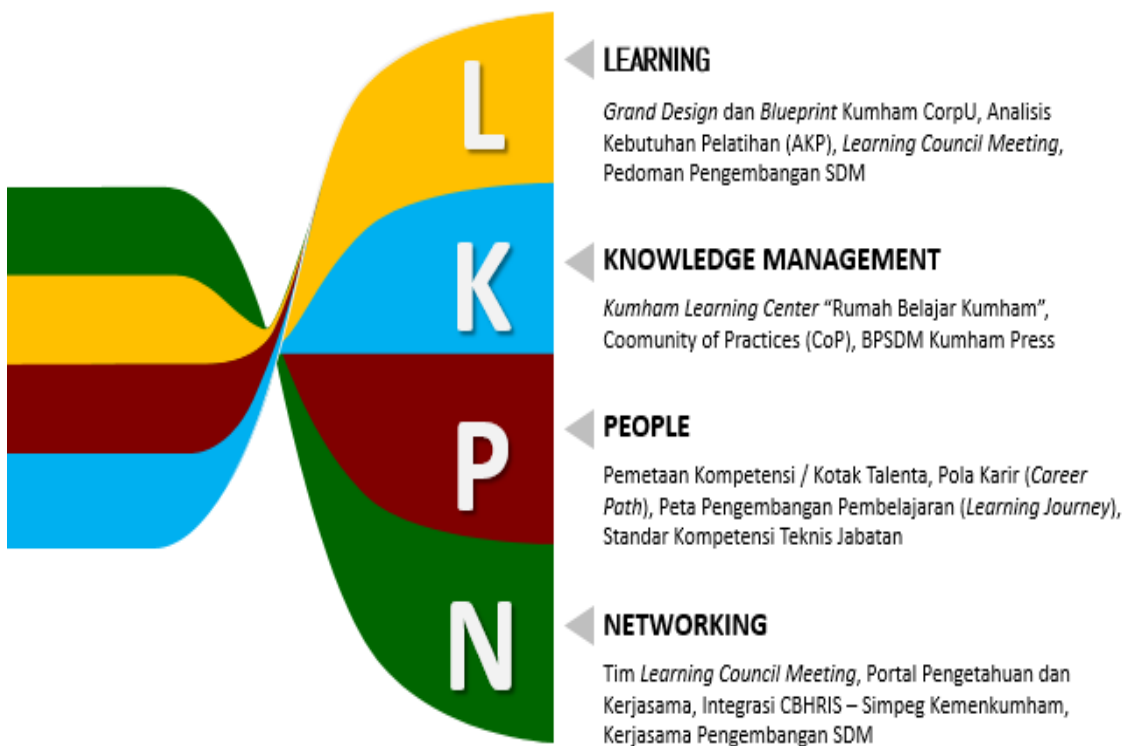 L
LEARNING
Grand Design dan Blueprint Kumham CorpU, Analisis
Kebutuhan Pelatihan (AKP), Learning Council Meeting,
Pedoman Pengembangan SDM
K
KNOWLEDGE MANAGEMENT
Kumham Learning Center “Rumah Belajar Kumham”,
Coomunity of Practices (CoP), BPSDM Kumham Press
P
PEOPLE
Pemetaan Kompetensi / Kotak Talenta, Pola Karir (Career
Path), Peta Pengembangan Pembelajaran (Learning Journey),
Standar Kompetensi Teknis Jabatan
N
NETWORKING
Tim Learning Council Meeting, Portal Pengetahuan dan
Kerjasama, Integrasi CBHRIS – Simpeg Kemenkumham,
Kerjasama Pengembangan SDM